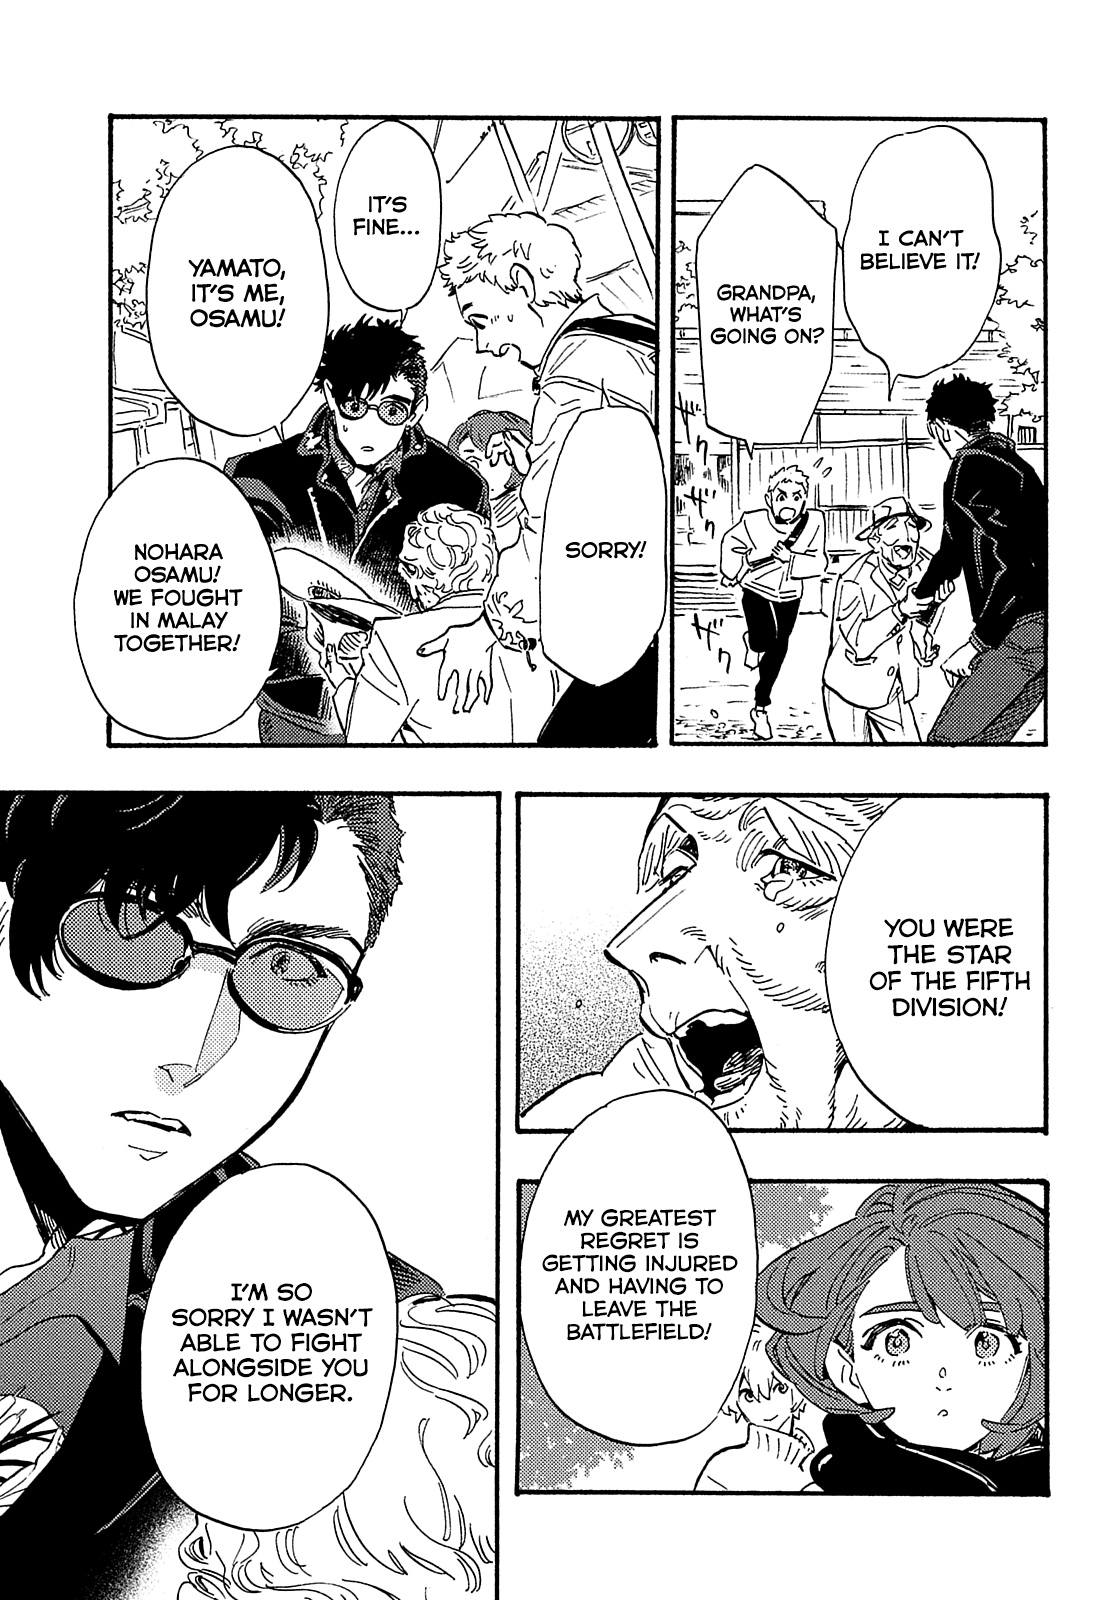 I CAN'T
BELIEVE IT!
GRANDPA,
WHAT'S
GOING ON?
IT'S
FINE...
YAMATO,
IT'S ME,
OSAMU!
SORRY!
NOHARA
OSAMU!
WE FOUGHT
IN MALAY
TOGETHER!
YOU WERE
THE STAR
OF THE FIFTH
DIVISION!
MY GREATEST
REGRET IS
GETTING INJURED
AND HAVING TO
LEAVE THE
BATTLEFIELD!
I'M SO
SORRY I WASN'T
ABLE TO FIGHT
ALONGSIDE YOU
FOR LONGER.